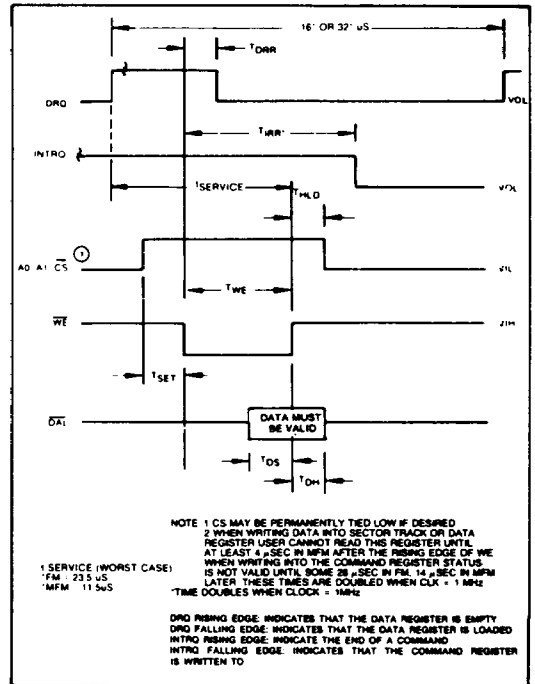 16* OR 32* uS
TDRR
DRQ
VOL
TIRR*
INTRQ
VOL
tSERVICE
THLD
A0 A1 CS
VIL
TWE
WE
VIH
TSET
DAL
DATA MUST
BE VALID
TDS
TDH
NOTE 1 CS MAY BE PERMANENTLY TIED LOW IF DESIRED
2 WHEN WRITING DATA INTO SECTOR TRACK OR DATA
REGISTER USER CANNOT READ THIS REGISTER UNTIL
AT LEAST 4 µSEC IN MFM AFTER THE RISING EDGE OF WE
WHEN WRITING INTO THE COMMAND REGISTER STATUS
IS NOT VALID UNTIL SOME 28 µSEC IN FM, 14 µSEC IN MFM
LATER THESE TIMES ARE DOUBLED WHEN CLK = 1 MHz
*TIME DOUBLES WHEN CLOCK = 1MHz
SERVICE (WORST CASE)
*FM : 23.5 uS
*MFM - 11.5uS
DRQ RISING EDGE: INDICATES THAT THE DATA REGISTER IS EMPTY
DRQ FALLING EDGE: INDICATES THAT THE DATA REGISTER IS LOADED
INTRQ RISING EDGE: INDICATE THE END OF A COMMAND
INTRQ FALLING EDGE: INDICATES THAT THE COMMAND REGISTER
IS WRITTEN TO